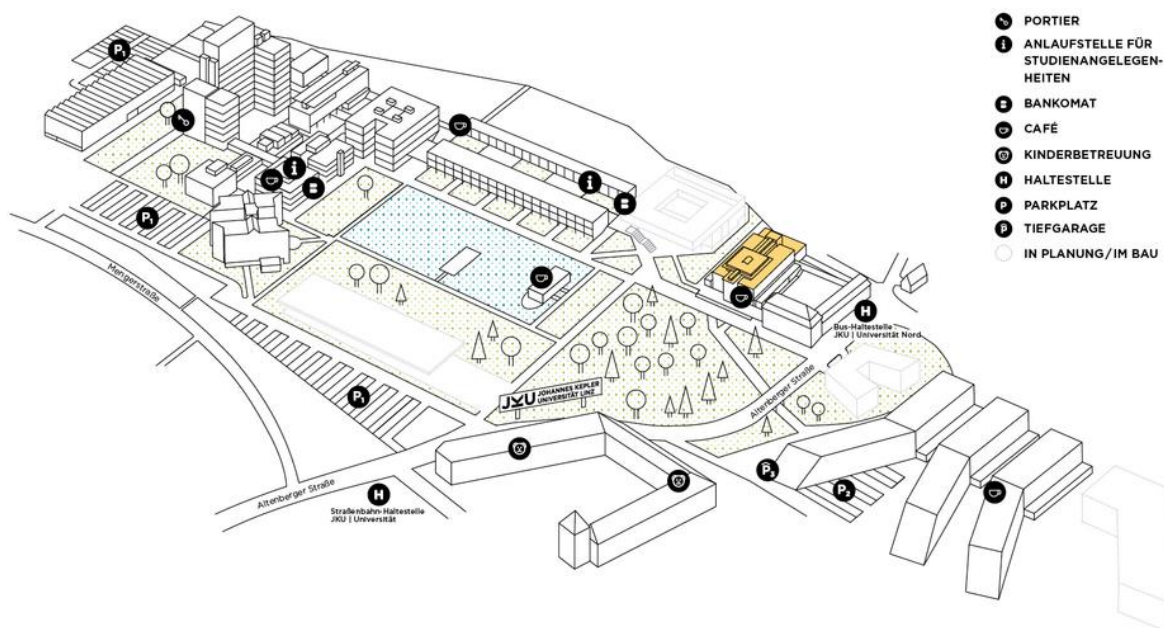 PORTIER
ANLAUFSTELLE FÜR
STUDIENANGELEGEN-
HEITEN
BANKOMAT
CAFÉ
KINDERBETREUUNG
HALTESTELLE
P PARKPLATZ
P TIEFGARAGE
IN PLANUNG/IM BAU
P1
i
i
P1
Mengerstraße
H
Bus-Haltestelle
JKU | Universität Nord
JKU JOHANNES KEPLER
UNIVERSITÄT LINZ
Altenberger Straße
P1
P3
P2
Altenberger Straße
H
Straßenbahn-Haltestelle
JKU | Universität